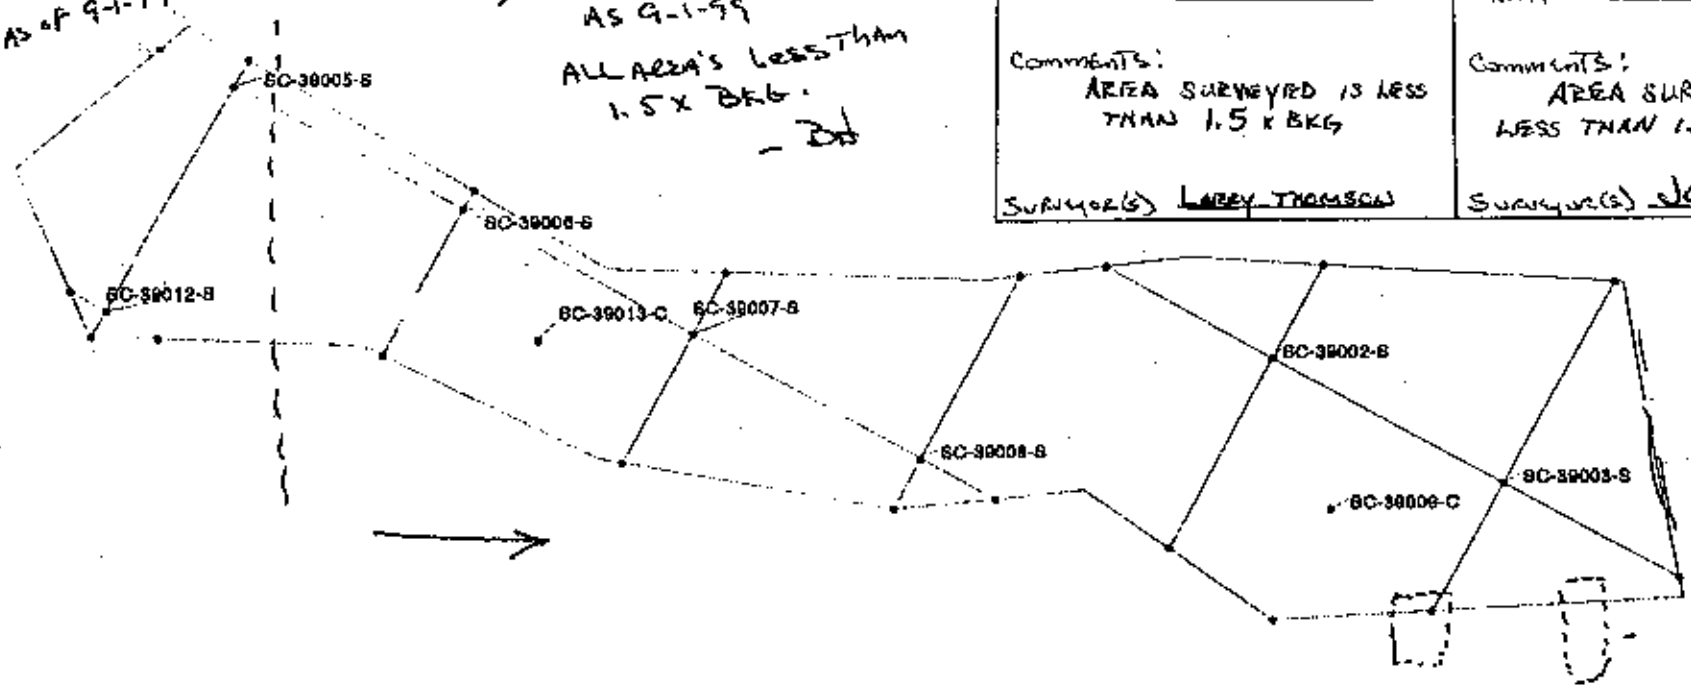 As of 9-1-99
As 9-1-99
ALL AREA'S Less Than
1.5 x BKG.
- BH
Comments:
AREA SURVEYED IS LESS
THAN 1.5 x BKG
Surveyor(s) LARRY THOMSON
Comments:
AREA SUR
LESS THAN 1.
Surveyor(s)
SC-39005-S
SC-39006-S
SC-39012-S
SC-39013-C
SC-39007-S
SC-39002-S
SC-39008-S
SC-39003-S
SC-39009-C